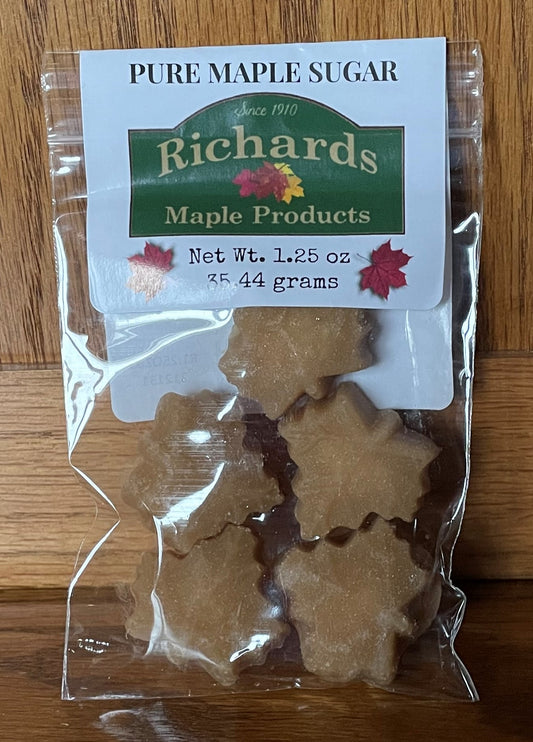 PURE MAPLE SUGAR
Since 1910
Richards
Maple Products
Net Wt. 1.25 oz
35.44 grams